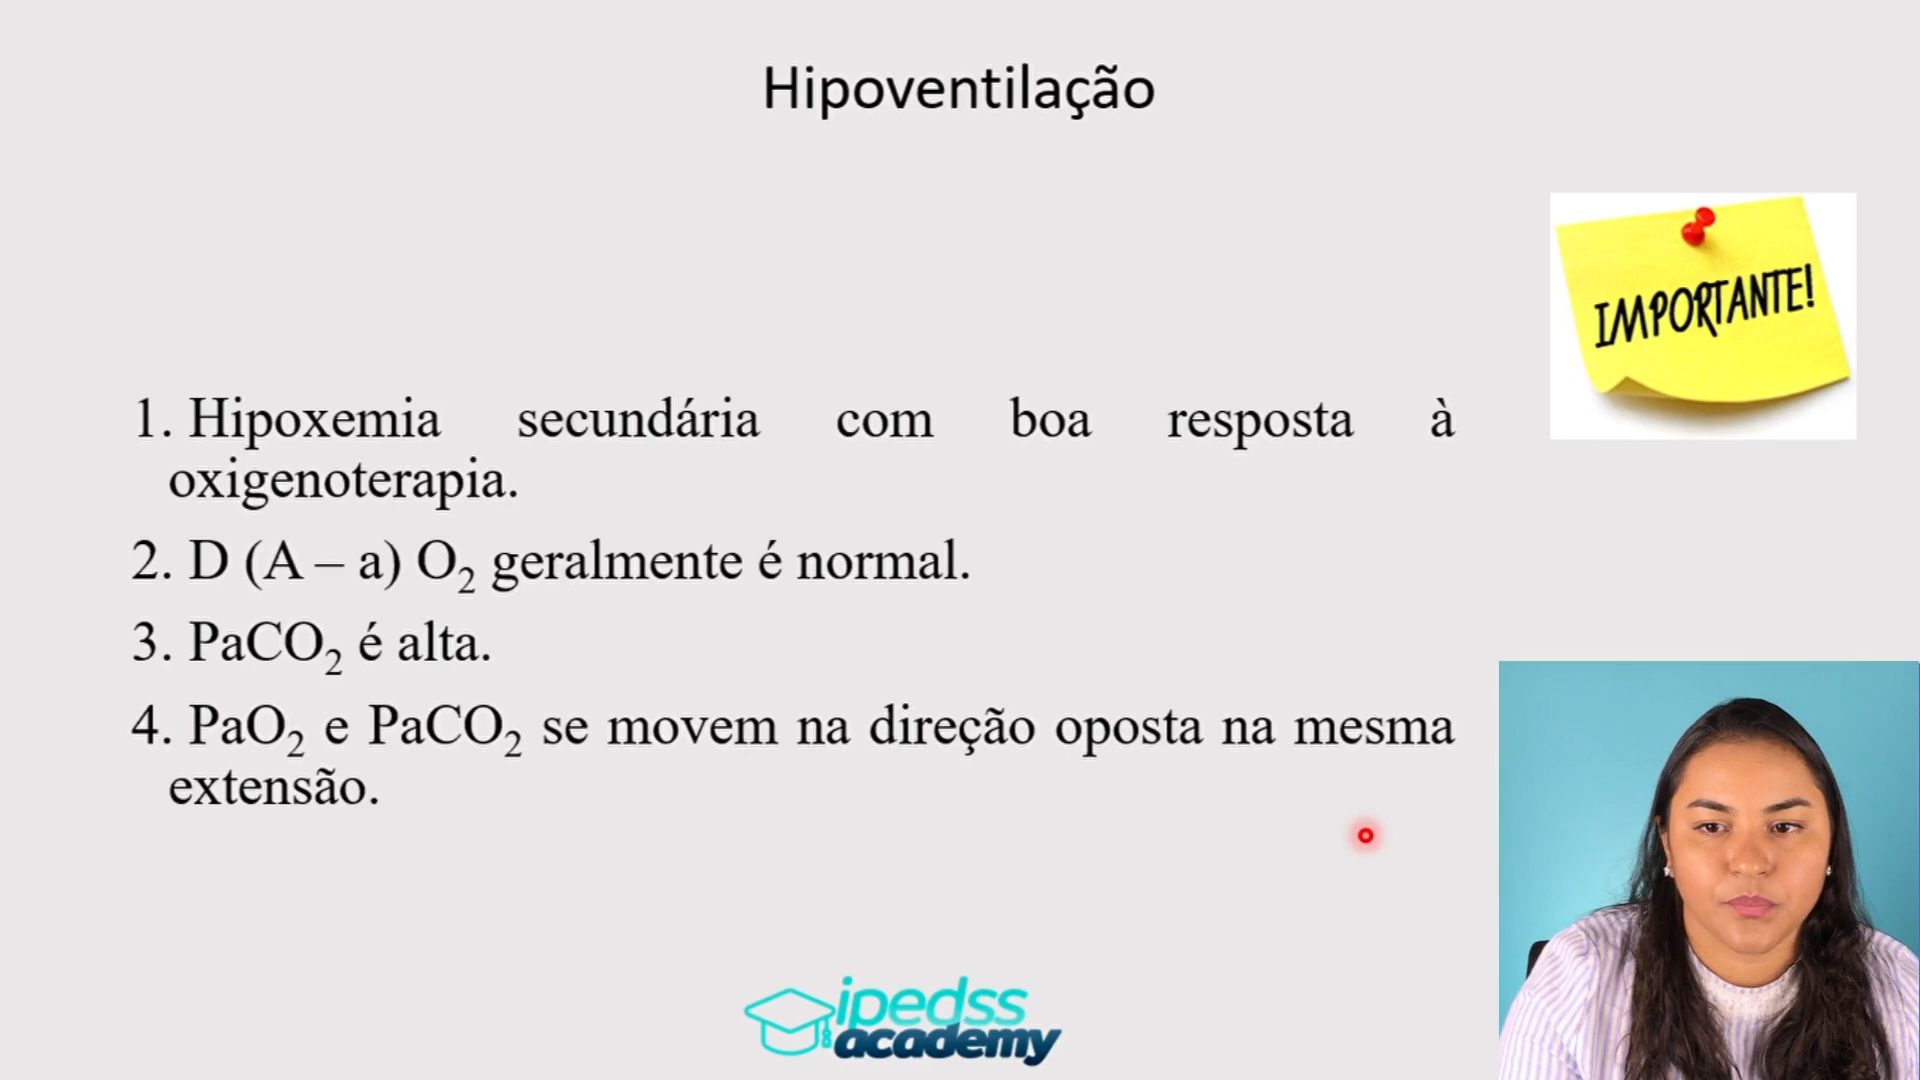 Hipoventilação
IMPORTANTE!
1. Hipoxemia secundária com boa resposta à
oxigenoterapia.
2. D (A – a) O₂ geralmente é normal.
3. PaCO₂ é alta.
4. PaO₂ e PaCO₂ se movem na direção oposta na mesma
extensão.
ipedss
academy